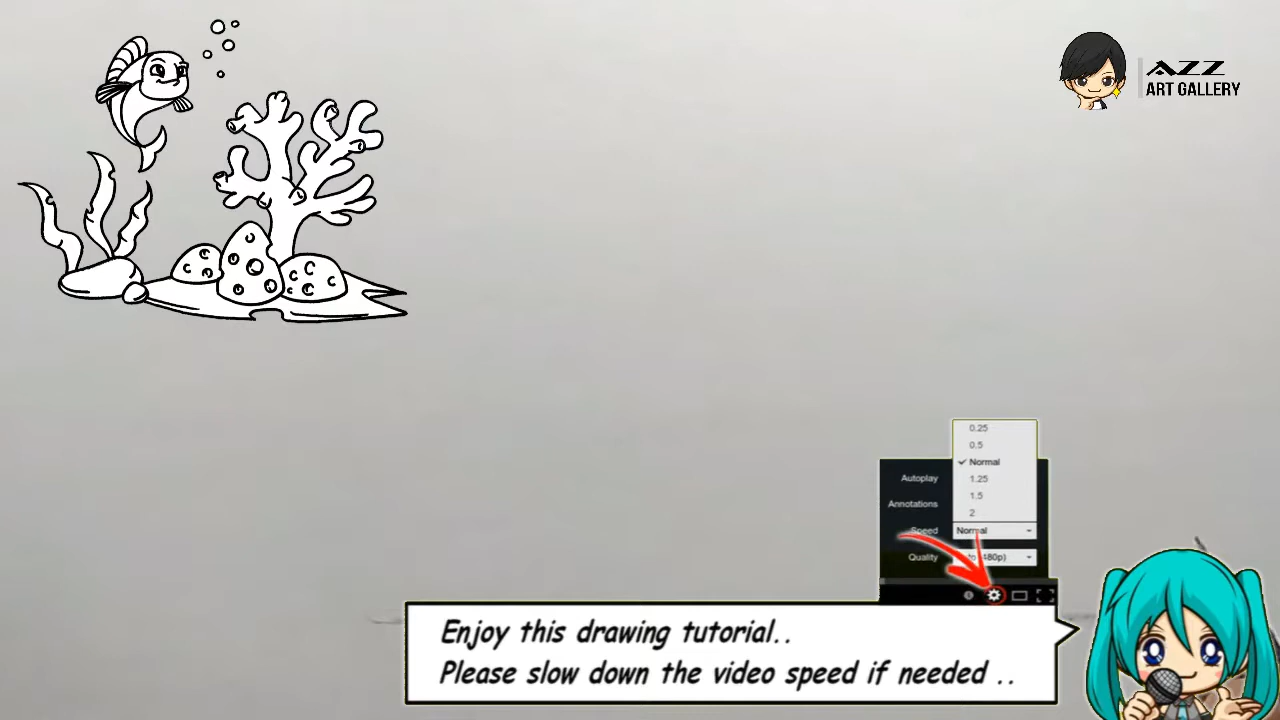 AZZ
ART GALLERY
0.25
0.5
Normal
1.25
1.5
2
Autoplay
Annotations
Speed Normal
Quality 480p)
Enjoy this drawing tutorial..
Please slow down the video speed if needed ..